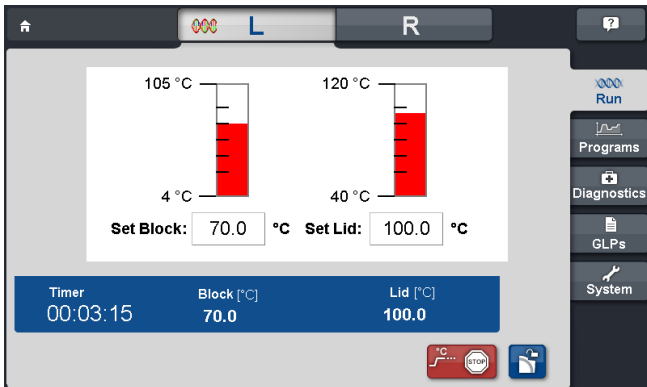 L
R
?
105 °C
120 °C
4 °C
40 °C
Set Block: 70.0 °C Set Lid: 100.0 °C
Run
Programs
Diagnostics
GLPs
System
Timer Block [°C] Lid [°C]
00:03:15 70.0 100.0
°C... STOP